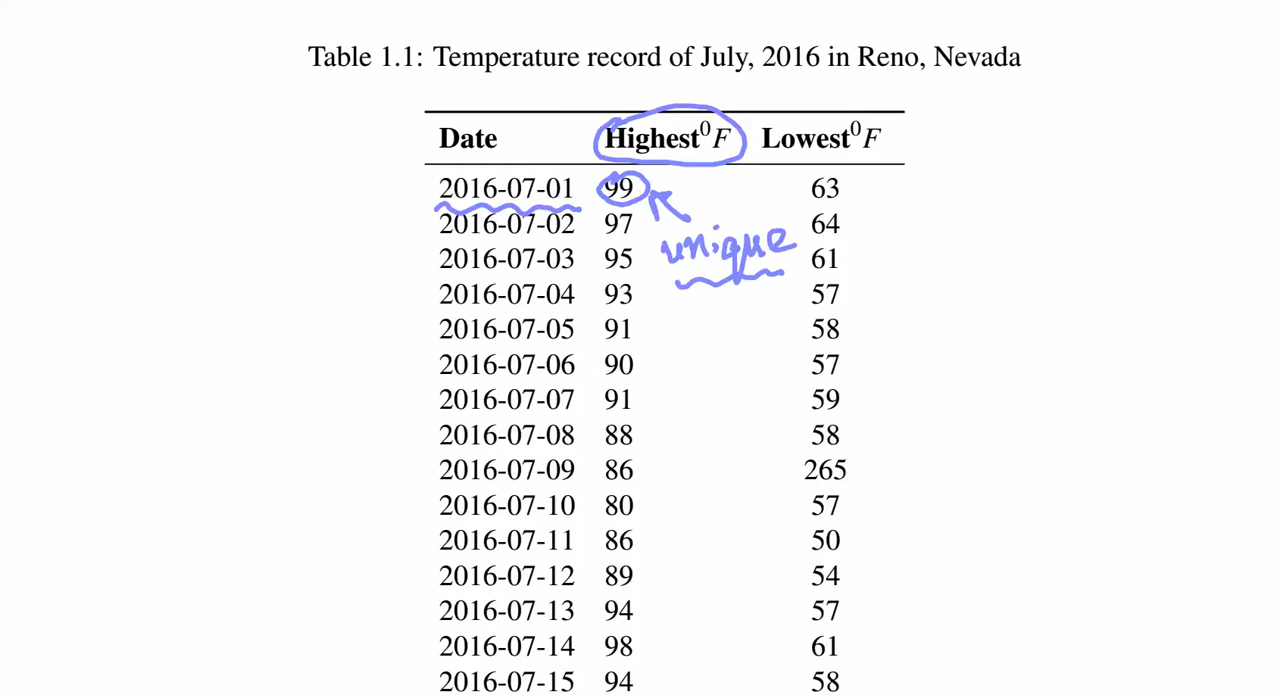 Table 1.1: Temperature record of July, 2016 in Reno, Nevada
Date Highest⁰F Lowest⁰F
2016-07-01 99 63
2016-07-02 97 64
unique
2016-07-03 95 61
2016-07-04 93 57
2016-07-05 91 58
2016-07-06 90 57
2016-07-07 91 59
2016-07-08 88 58
2016-07-09 86 265
2016-07-10 80 57
2016-07-11 86 50
2016-07-12 89 54
2016-07-13 94 57
2016-07-14 98 61
2016-07-15 94 58